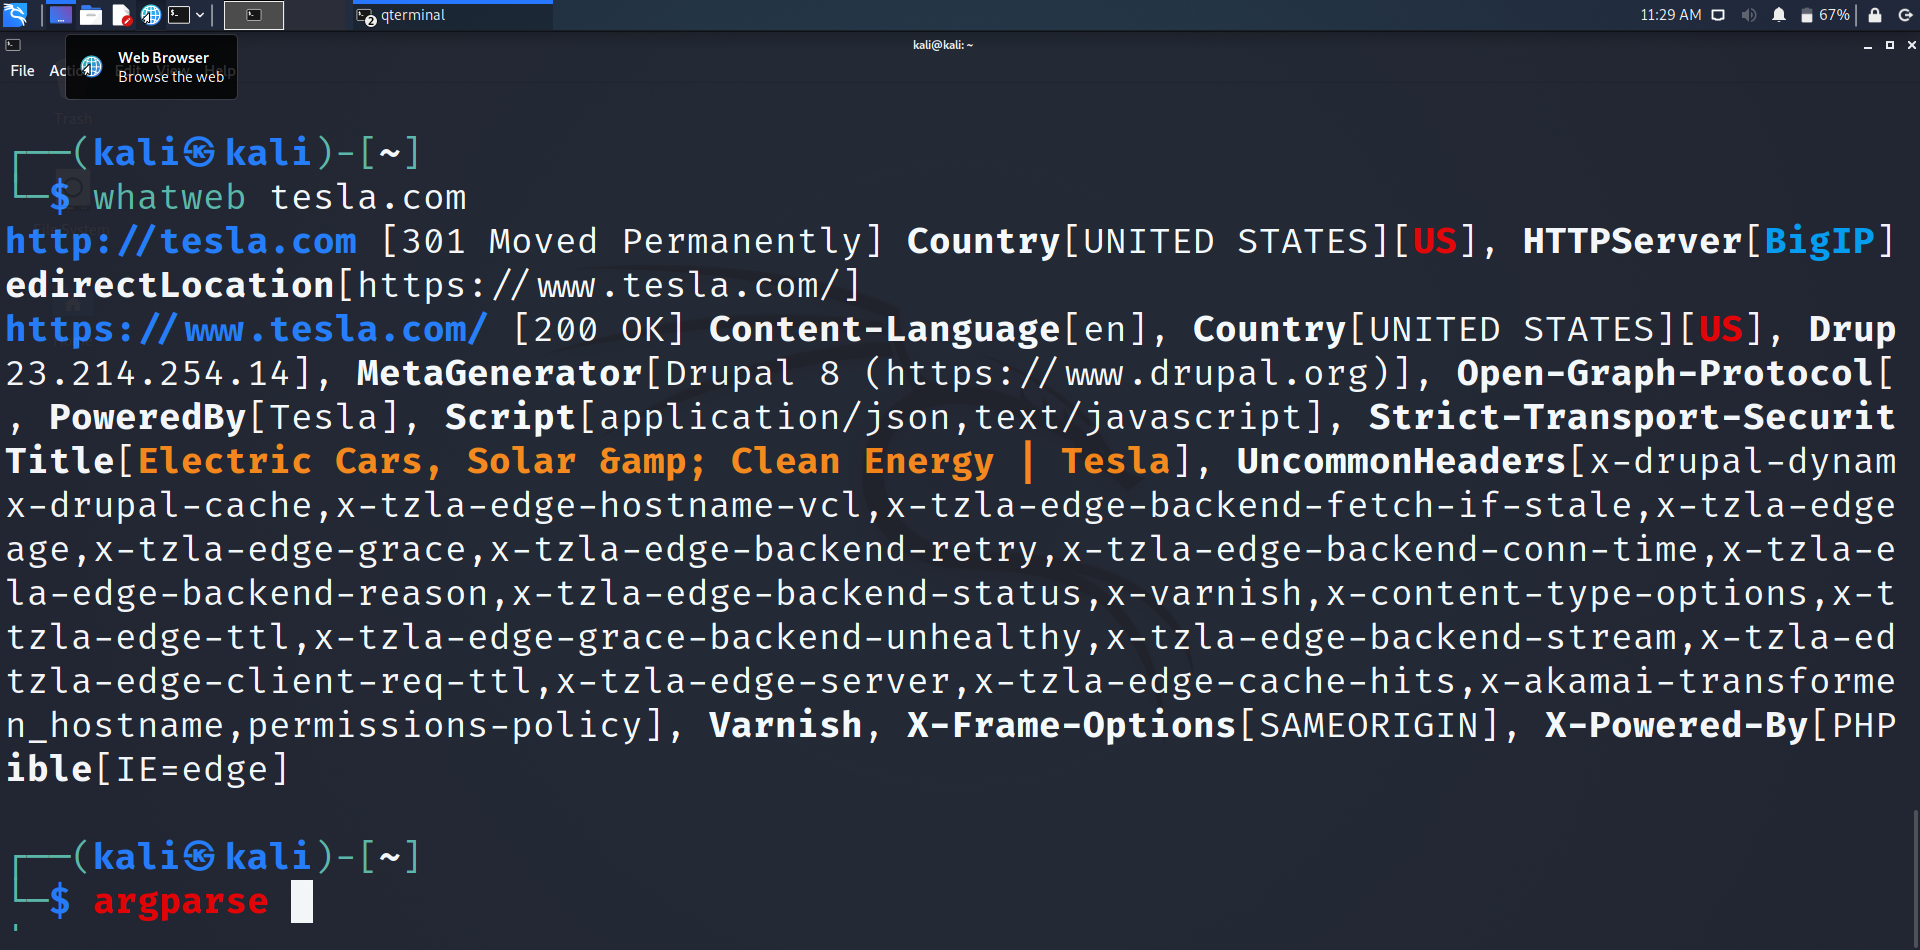 qterminal
11:29 AM
67%
kali@kali: ~
File Actions Edit View Help
Web Browser
Browse the web
Trash
┌──(kali㉿kali)-[~]
└─$ whatweb tesla.com
http://tesla.com [301 Moved Permanently] Country[UNITED STATES][US], HTTPServer[BigIP]
edirectLocation[https://www.tesla.com/]
https://www.tesla.com/ [200 OK] Content-Language[en], Country[UNITED STATES][US], Drup
23.214.254.14], MetaGenerator[Drupal 8 (https://www.drupal.org)], Open-Graph-Protocol[
, PoweredBy[Tesla], Script[application/json,text/javascript], Strict-Transport-Securit
Title[Electric Cars, Solar &amp; Clean Energy | Tesla], UncommonHeaders[x-drupal-dynam
x-drupal-cache,x-tzla-edge-hostname-vcl,x-tzla-edge-backend-fetch-if-stale,x-tzla-edge
age,x-tzla-edge-grace,x-tzla-edge-backend-retry,x-tzla-edge-backend-conn-time,x-tzla-e
la-edge-backend-reason,x-tzla-edge-backend-status,x-varnish,x-content-type-options,x-t
tzla-edge-ttl,x-tzla-edge-grace-backend-unhealthy,x-tzla-edge-backend-stream,x-tzla-ed
tzla-edge-client-req-ttl,x-tzla-edge-server,x-tzla-edge-cache-hits,x-akamai-transforme
n_hostname,permissions-policy], Varnish, X-Frame-Options[SAMEORIGIN], X-Powered-By[PHP
ible[IE=edge]
┌──(kali㉿kali)-[~]
└─$ argparse